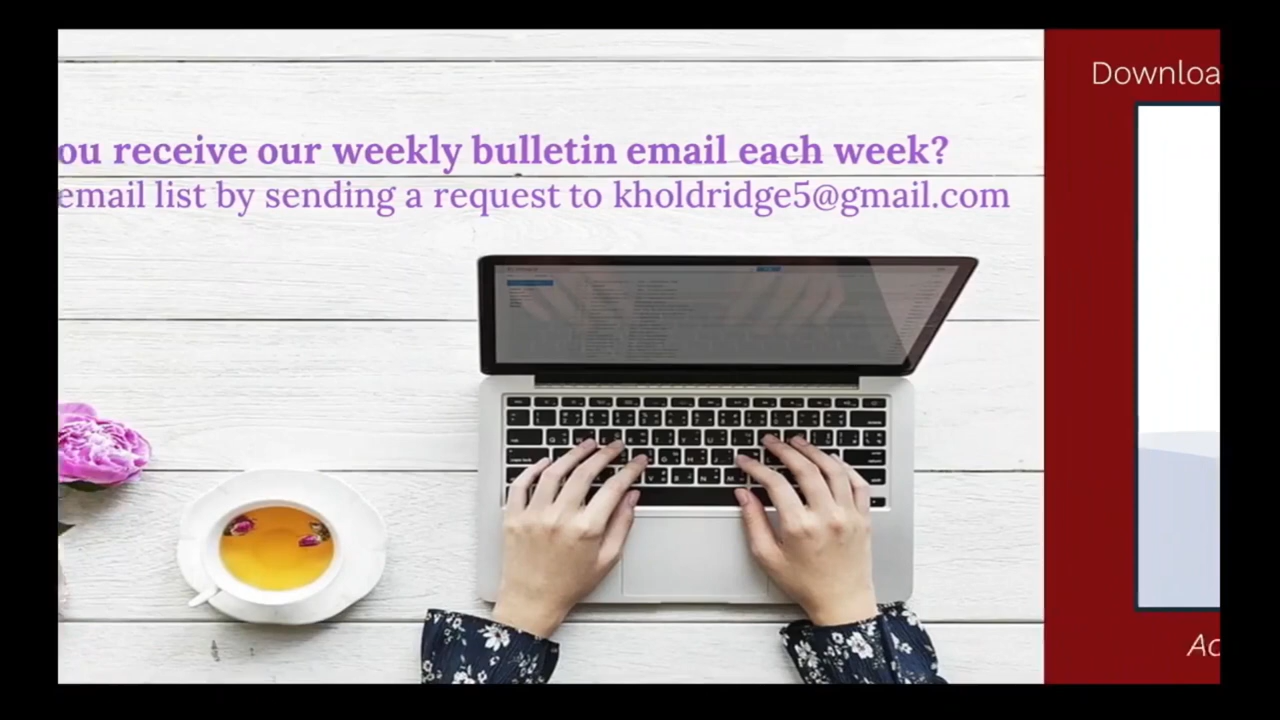 ou receive our weekly bulletin email each week?
email list by sending a request to kholdridge5@gmail.com
Downloa
Ac